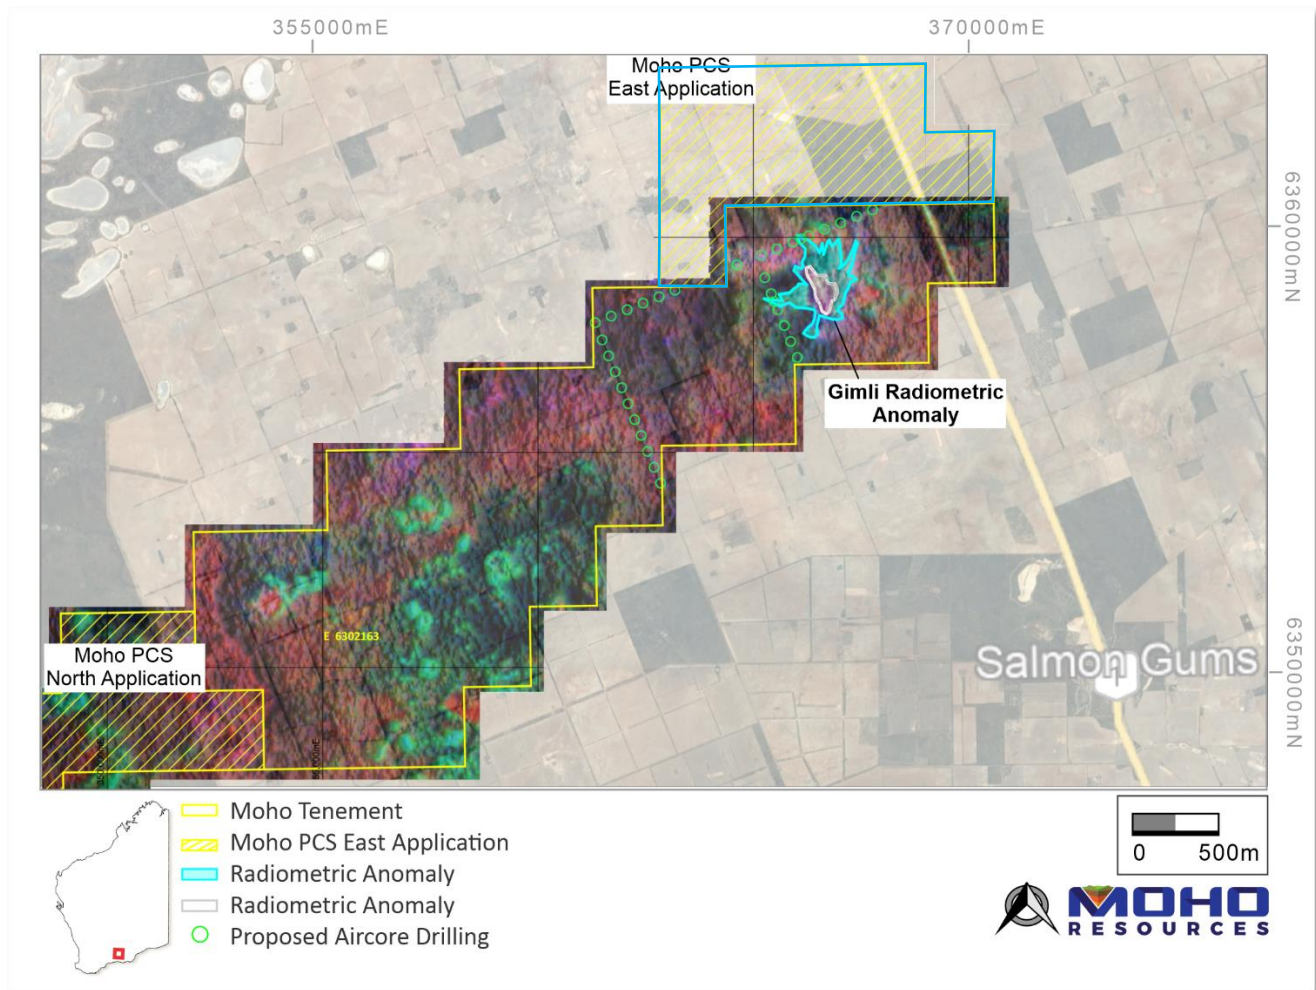 355000mE
370000mE
Moho PCS
East Application
6360000mN
Gimli Radiometric
Anomaly
E 6302163
Moho PCS
North Application
Salmon Gums
6350000mN
Moho Tenement
Moho PCS East Application
Radiometric Anomaly
Radiometric Anomaly
Proposed Aircore Drilling
0 500m
MOHO
RESOURCES